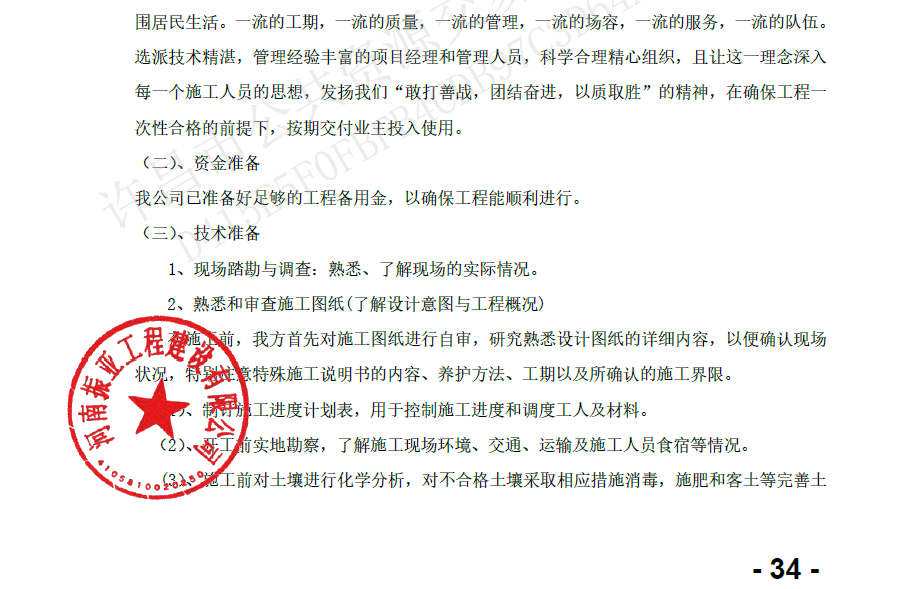 围居民生活。一流的工期，一流的质量，一流的管理，一流的场容，一流的服务，一流的队伍。
选派技术精湛，管理经验丰富的项目经理和管理人员，科学合理精心组织，且让这一理念深入
每一个施工人员的思想，发扬我们“敢打善战，团结奋进，以质取胜”的精神，在确保工程一
次性合格的前提下，按期交付业主投入使用。
（二）、资金准备
我公司已准备好足够的工程备用金，以确保工程能顺利进行。
（三）、技术准备
1、现场踏勘与调查：熟悉、了解现场的实际情况。
2、熟悉和审查施工图纸(了解设计意图与工程概况)
施工前，我方首先对施工图纸进行自审，研究熟悉设计图纸的详细内容，以便确认现场
状况，特别注意特殊施工说明书的内容、养护方法、工期以及所确认的施工界限。
、制订施工进度计划表，用于控制施工进度和调度工人及材料。
(2)、开工前实地勘察，了解施工现场环境、交通、运输及施工人员食宿等情况。
(3)、施工前对土壤进行化学分析，对不合格土壤采取相应措施消毒，施肥和客土等完善土
河南振亚工程建设有限公司
- 34 -